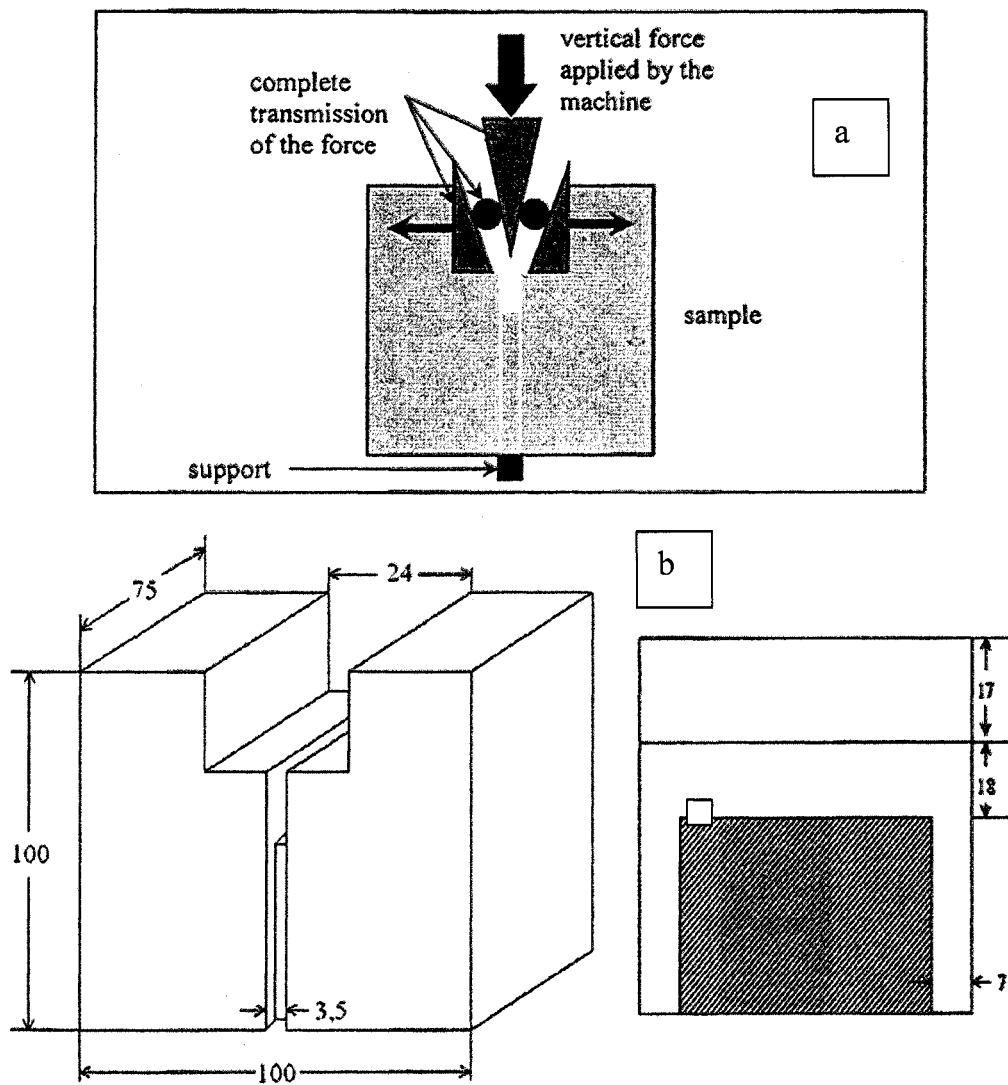 vertical force
applied by the
machine
complete
transmission
of the force
a
sample
support
b
75
24
17
18
100
7
3,5
100